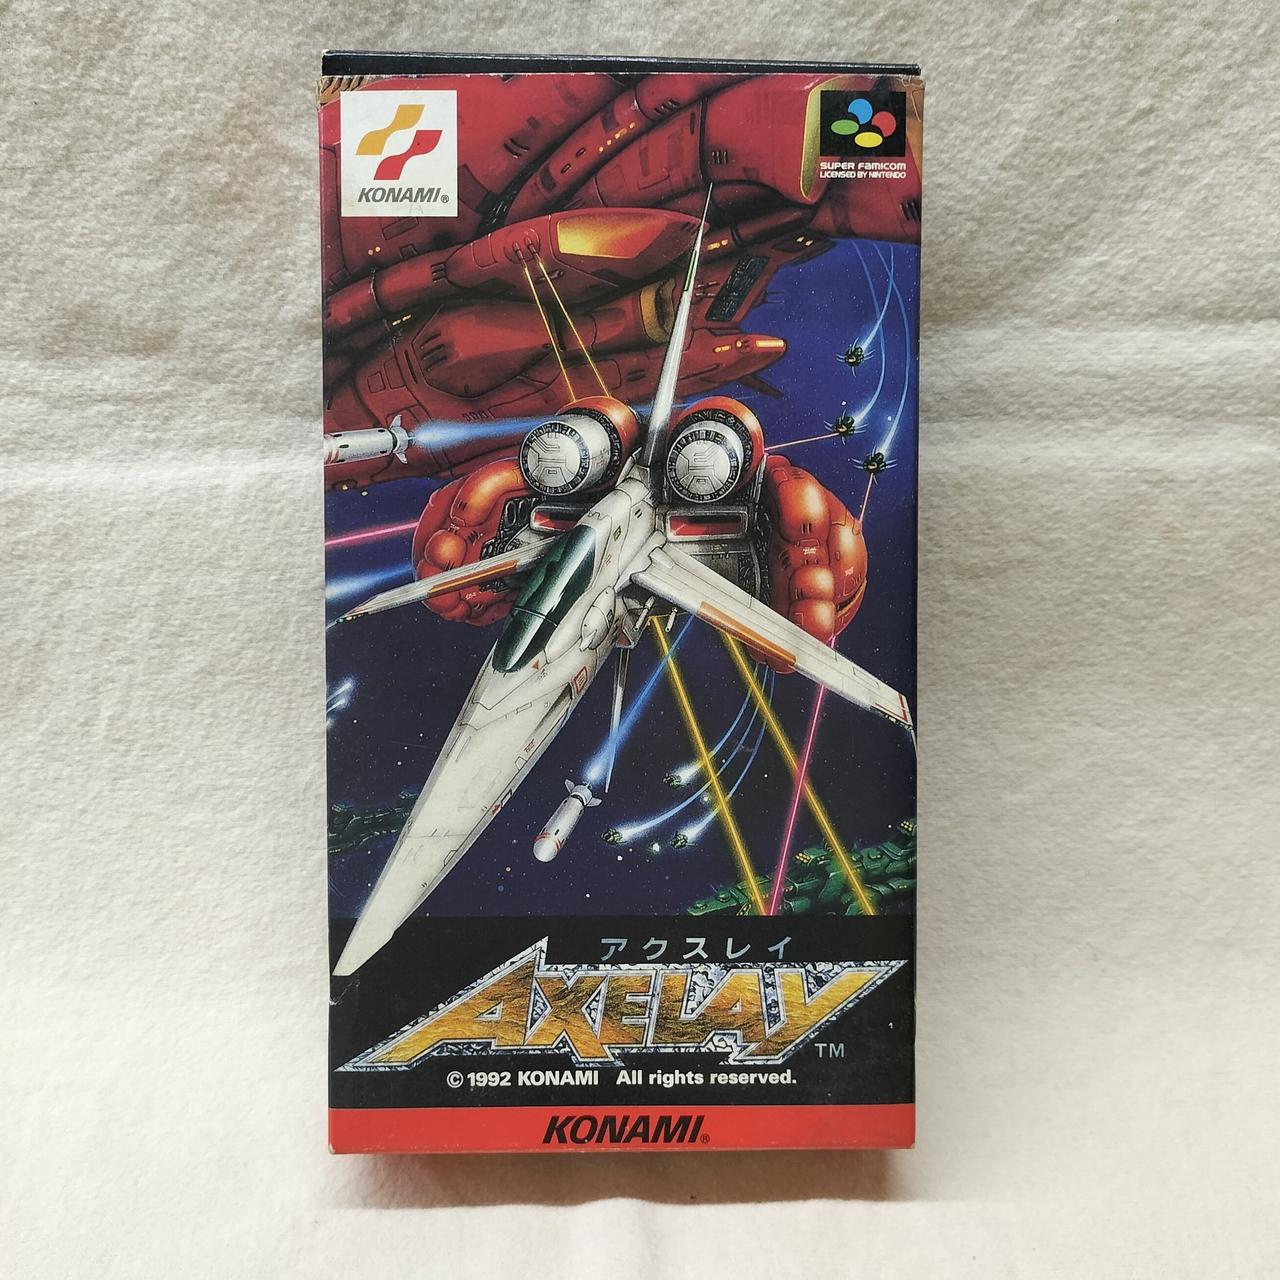 KONAMI®
SUPER FAMICOM
LICENSED BY NINTENDO
アクスレイ
AXELAY
TM
© 1992 KONAMI All rights reserved.
KONAMI®